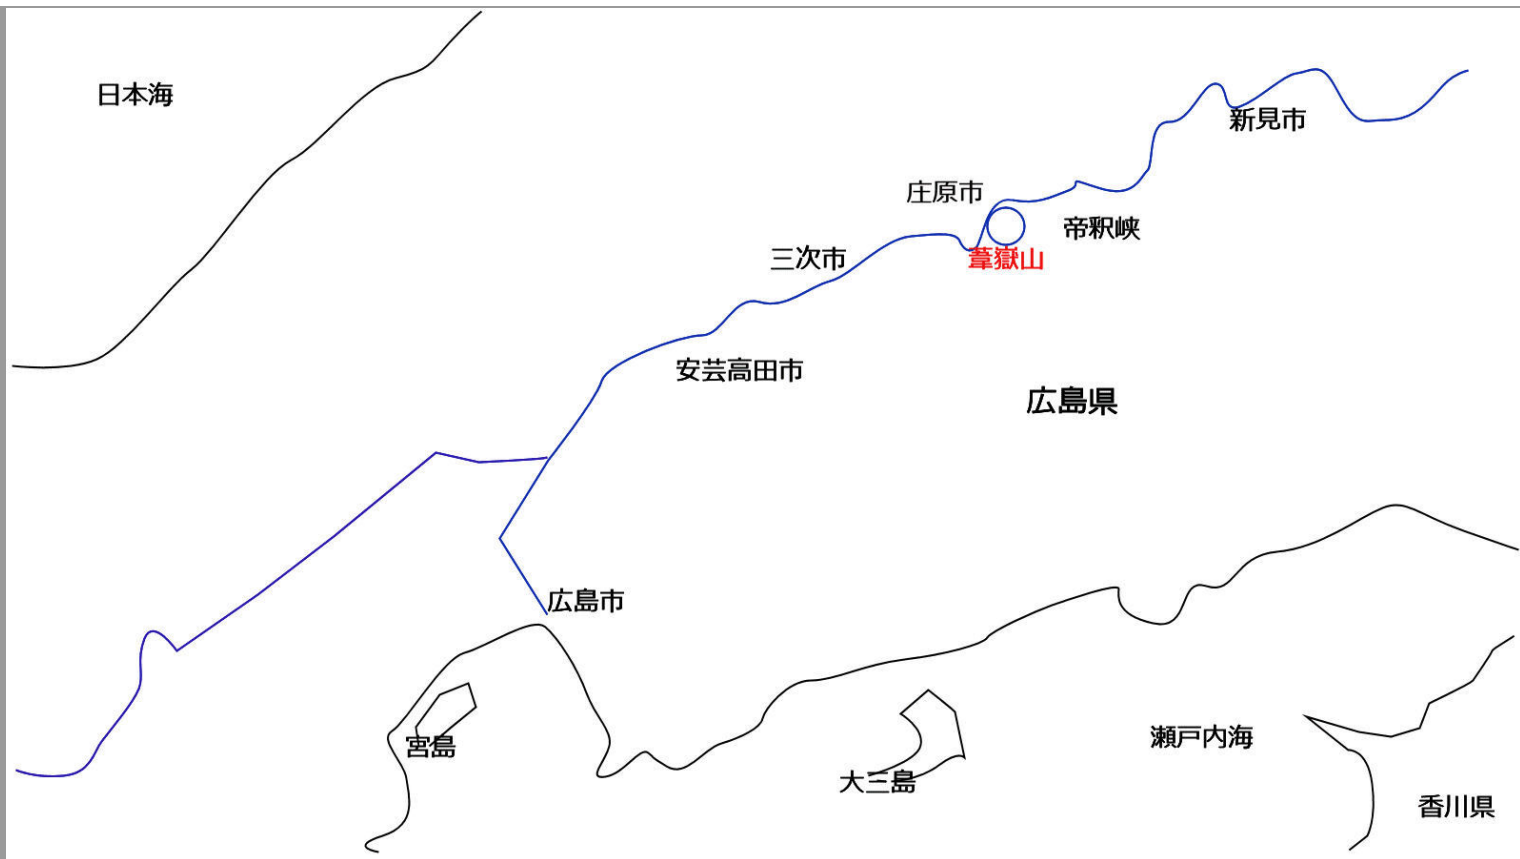 日本海
新見市
庄原市
帝釈峡
三次市
葦嶽山
安芸高田市
広島県
広島市
宮島
瀬戸内海
大三島
香川県